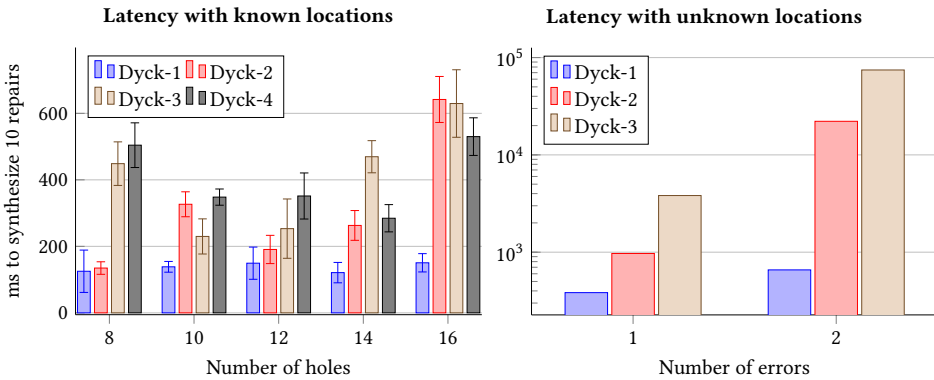 Latency with known locations
ms to synthesize 10 repairs
Dyck-1 Dyck-2
Dyck-3 Dyck-4
600
400
200
0
8 10 12 14 16
Number of holes
Latency with unknown locations
10^5
10^4
10^3
Dyck-1
Dyck-2
Dyck-3
1 2
Number of errors